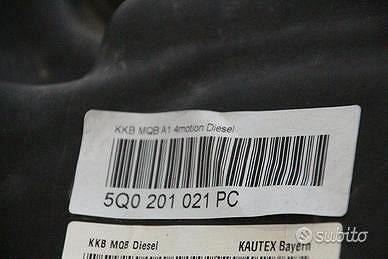 KKB MQB A1 4motion Diesel
5Q0 201 021 PC
KKB MQB Diesel KAUTEX Bayern
subito